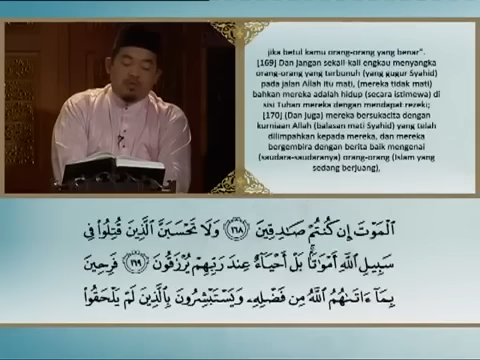 jika betul kamu orang-orang yang benar".
[169] Dan jangan sekali-kali engkau menyangka
orang-orang yang terbunuh (yang gugur Syahid)
pada jalan Allah itu mati, (mereka tidak mati)
bahkan mereka adalah hidup (secara istimewa) di
sisi Tuhan mereka dengan mendapat rezeki;
[170] (Dan juga) mereka bersukacita dengan
kurniaan Allah (balasan mati Syahid) yang telah
dilimpahkan kepada mereka, dan mereka
bergembira dengan berita baik mengenai
(saudara-saudaranya) orang-orang (Islam yang
sedang berjuang),
الْمَوْتَ إِن كُنتُمْ صَـٰدِقِينَ ﴿١٦٨﴾ وَلَا تَحْسَبَنَّ الَّذِينَ قُتِلُوا۟ فِى
سَبِيلِ اللَّهِ أَمْوَٰتًۢا بَلْ أَحْيَآءٌ عِندَ رَبِّهِمْ يُرْزَقُونَ ﴿١٦٩﴾ فَرِحِينَ
بِمَآ ءَاتَىٰهُمُ اللَّهُ مِن فَضْلِهِۦ وَيَسْتَبْشِرُونَ بِالَّذِينَ لَمْ يَلْحَقُوا۟